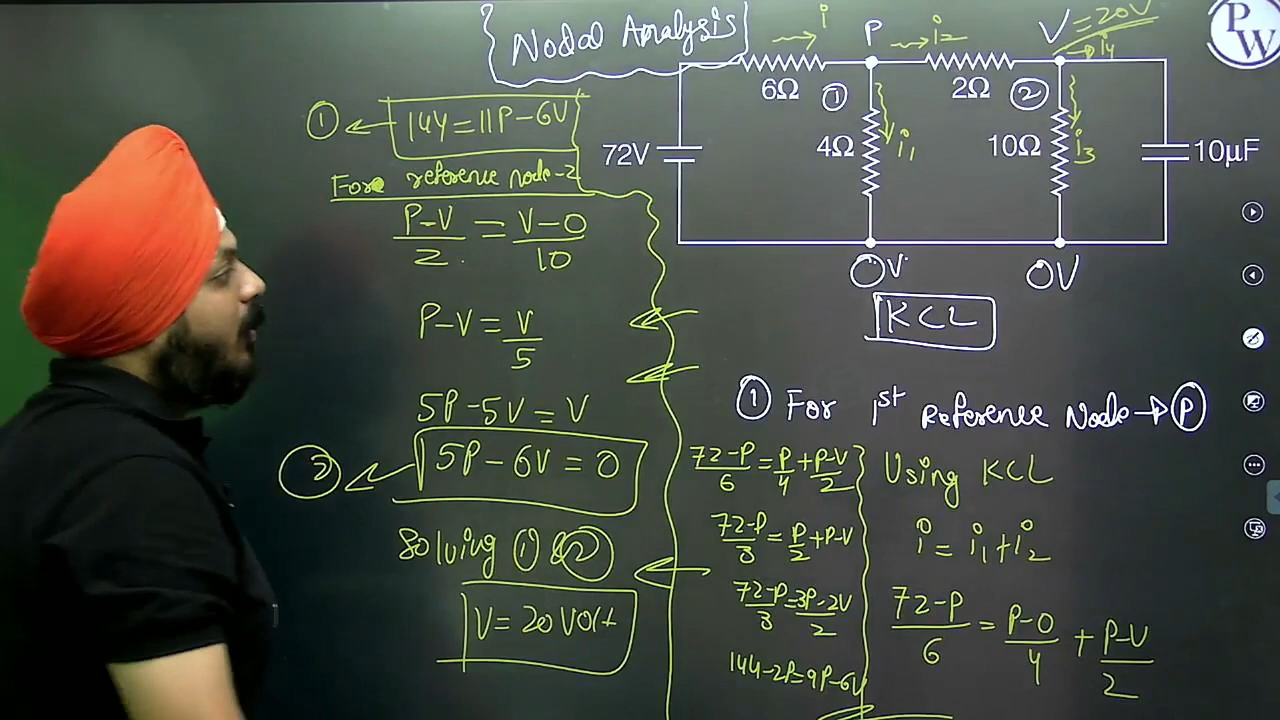 Nodal Analysis
i
P
i₂
V = 20V
i₄
PW
6Ω
①
2Ω
②
72V
4Ω
i₁
10Ω
i₃
10μF
0V
0V
KCL
① 144 = 11P - 6V
For reference node-2
P-V/2 = V-0/10
P-V = V/5
5P-5V = V
② 5P-6V = 0
Solving ① & ②
V = 20 Volt
① For 1st Reference Node → Ⓟ
72-P/6 = P/4 + P-V/2
72-P/3 = P/2 + P-V
72-P/3 = 3P-2V/2
144-2P = 9P-6V
Using KCL
i = i₁ + i₂
72-P/6 = P-0/4 + P-V/2